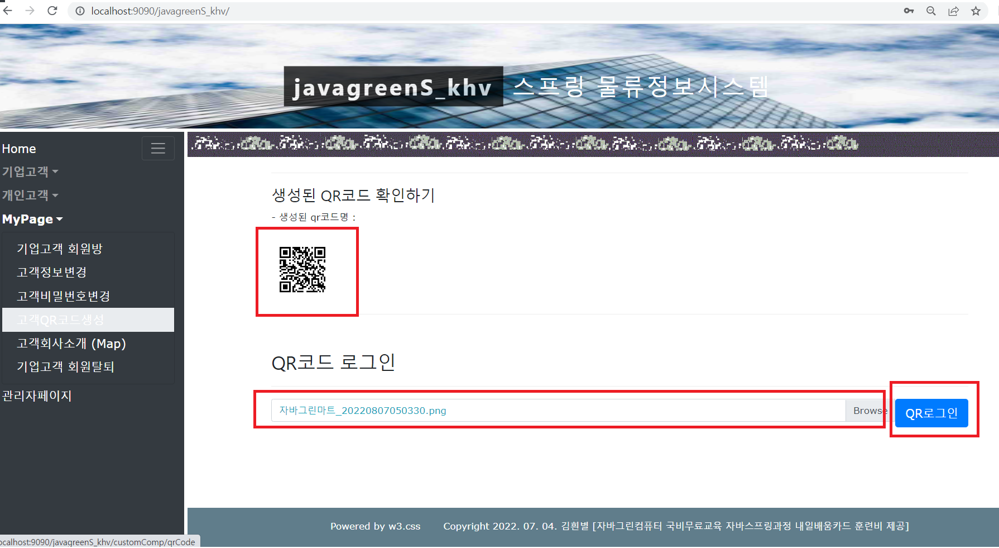 localhost:9090/javagreenS_khv/
javagreenS_khv 스프링 물류정보시스템
Home
기업고객
개인고객
MyPage
기업고객 회원방
고객정보변경
고객비밀번호변경
고객QR코드생성
고객회사소개 (Map)
기업고객 회원탈퇴
관리자페이지
생성된 QR코드 확인하기
- 생성된 qr코드명 :
QR코드 로그인
자바그린마트_20220807050330.png
Browse
QR로그인
Powered by w3.css
Copyright 2022. 07. 04. 김흰별 [자바그린컴퓨터 국비무료교육 자바스프링과정 내일배움카드 훈련비 제공]
ocalhost:9090/javagreenS_khv/customComp/qrCode